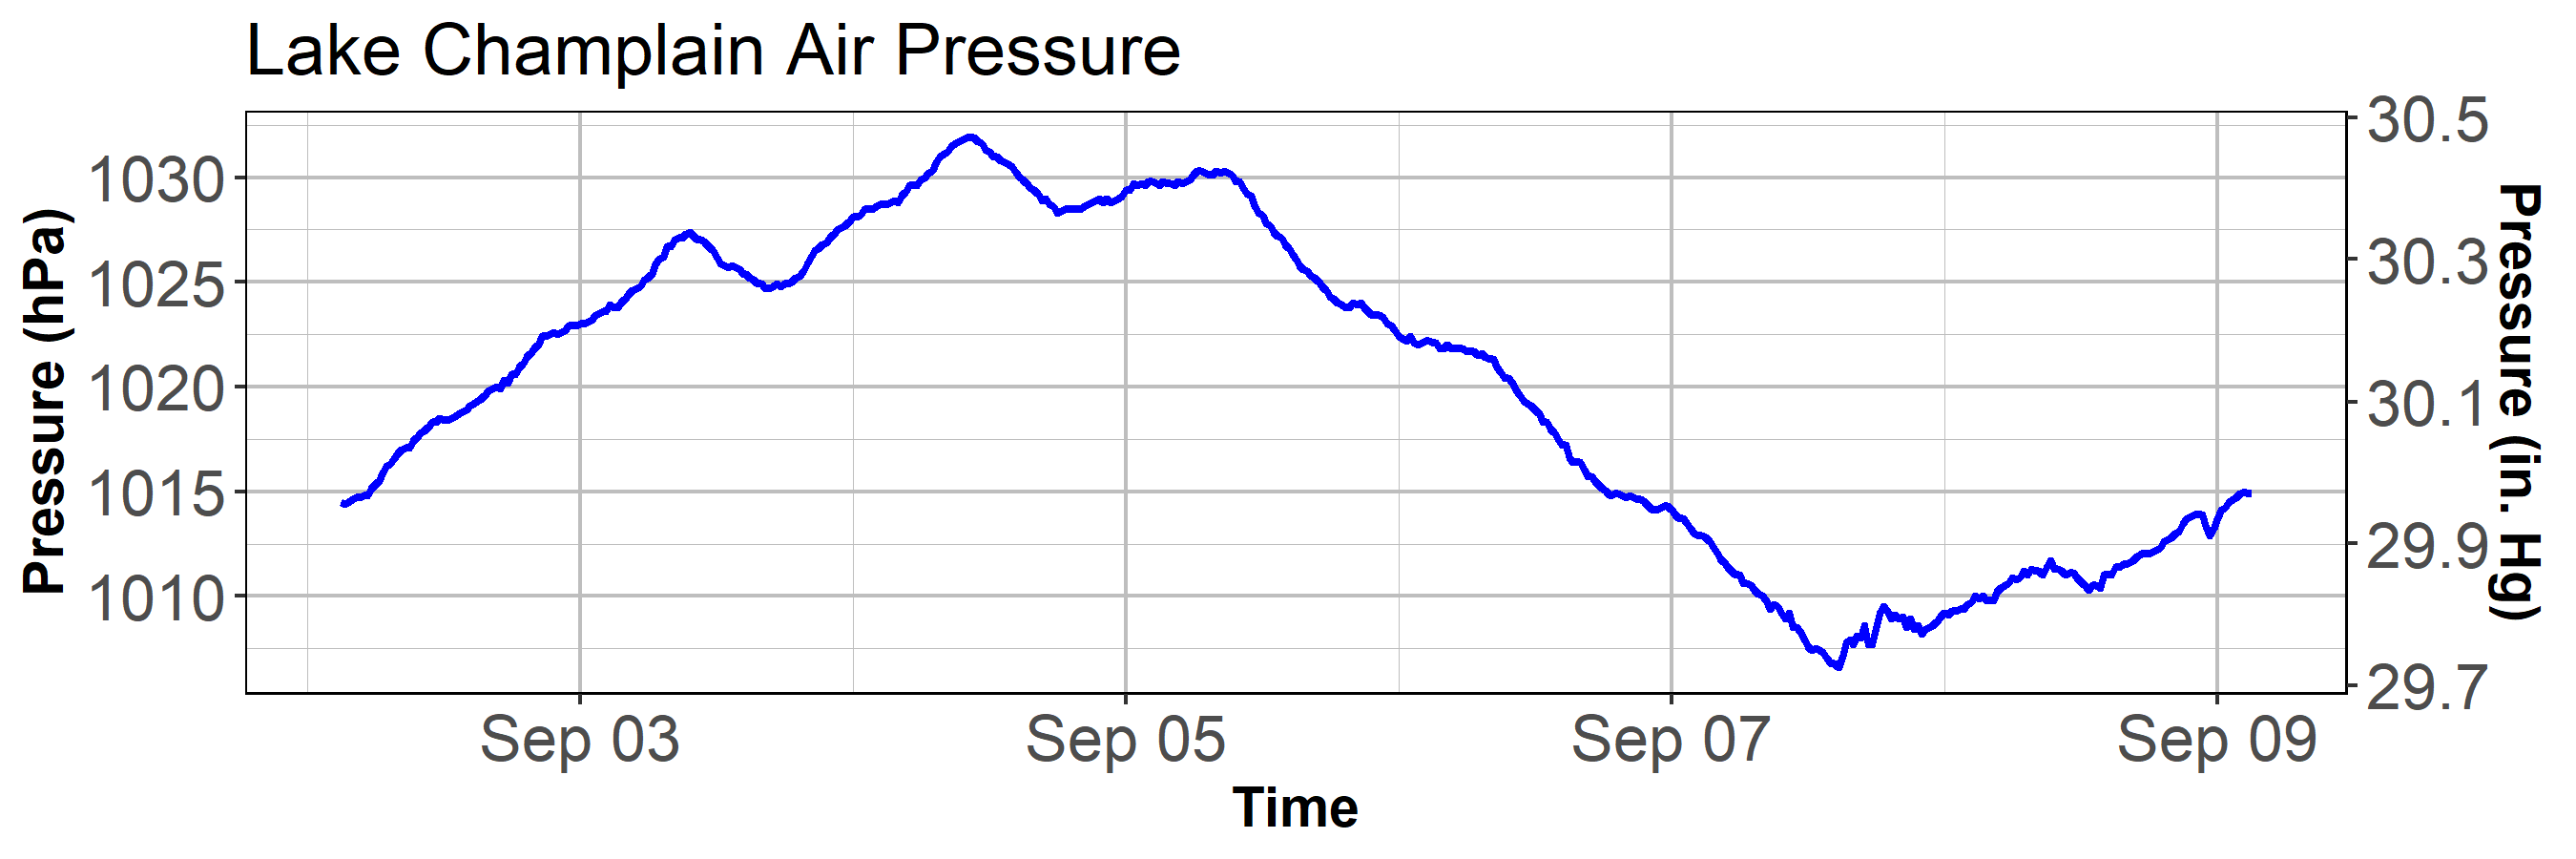 Lake Champlain Air Pressure
Pressure (hPa)
1030
1025
1020
1015
1010
30.5
30.3
30.1
29.9
29.7
Pressure (in. Hg)
Sep 03 Sep 05 Sep 07 Sep 09
Time